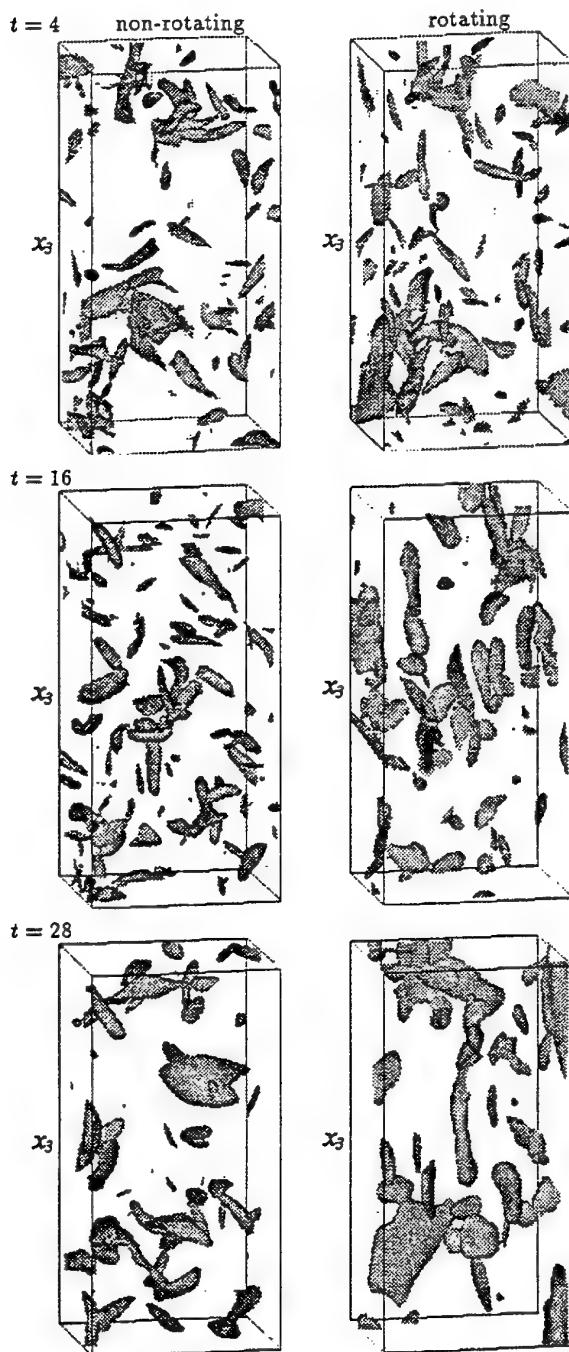 t = 4 non-rotating rotating
x₃ x₃
t = 16
x₃ x₃
t = 28
x₃ x₃